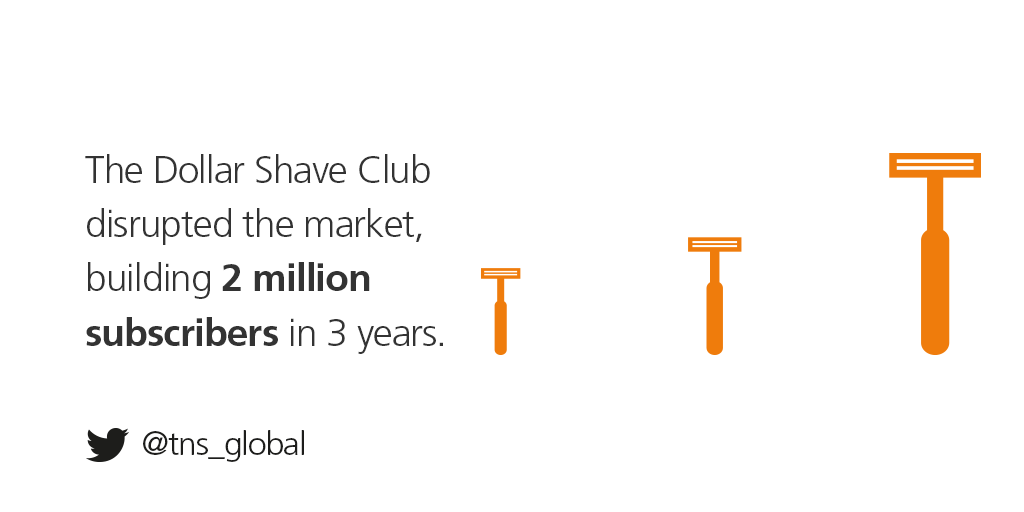 The Dollar Shave Club
disrupted the market,
building 2 million
subscribers in 3 years.
@tns_global